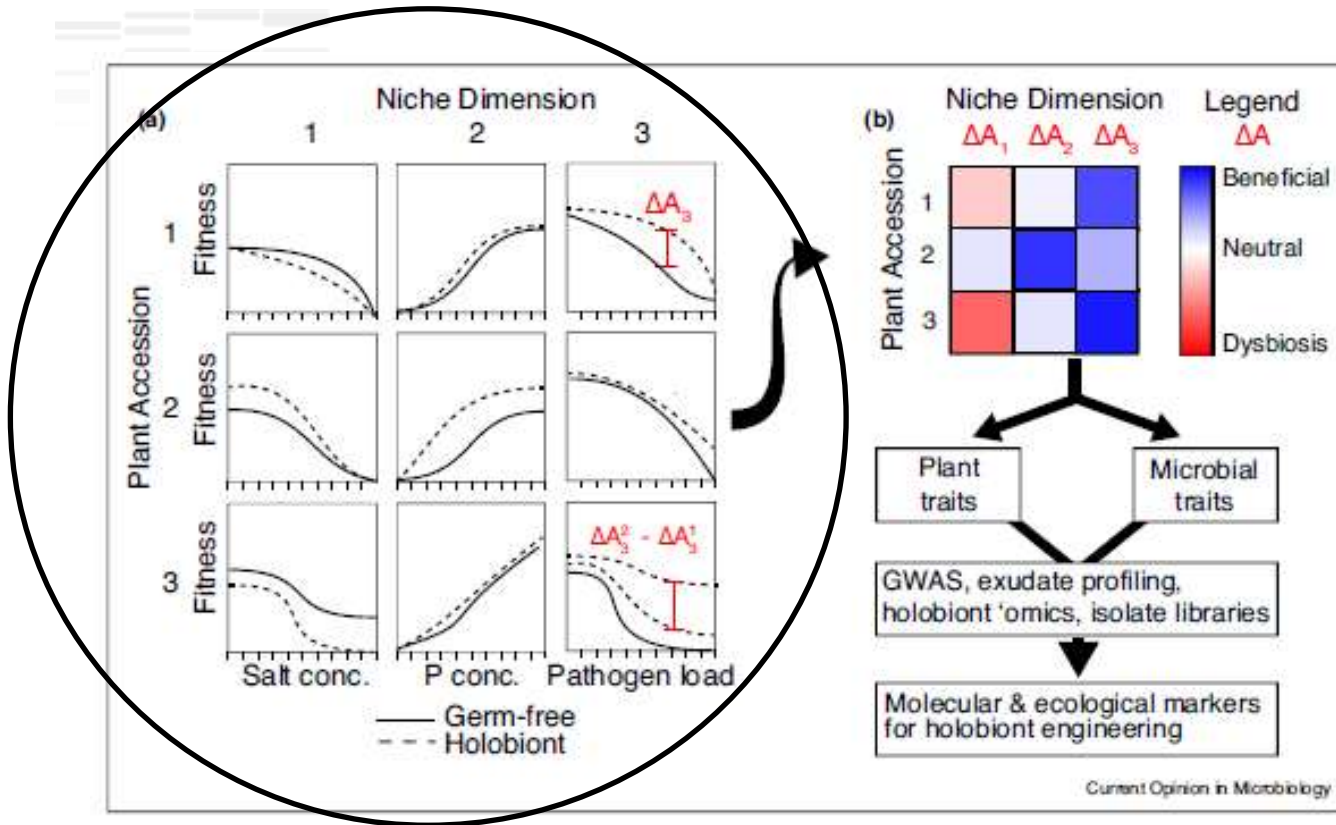 (a)
Niche Dimension
1 2 3
Plant Accession
1
Fitness
ΔA₃
2
Fitness
3
Fitness
ΔA²₃ - ΔA¹₃
Salt conc. P conc. Pathogen load
Germ-free
Holobiont
(b)
Niche Dimension
ΔA₁ ΔA₂ ΔA₃
Plant Accession
1
2
3
Legend
ΔA
Beneficial
Neutral
Dysbiosis
Plant
traits
Microbial
traits
GWAS, exudate profiling,
holobiont ‘omics, isolate libraries
Molecular & ecological markers
for holobiont engineering
Current Opinion in Microbiology